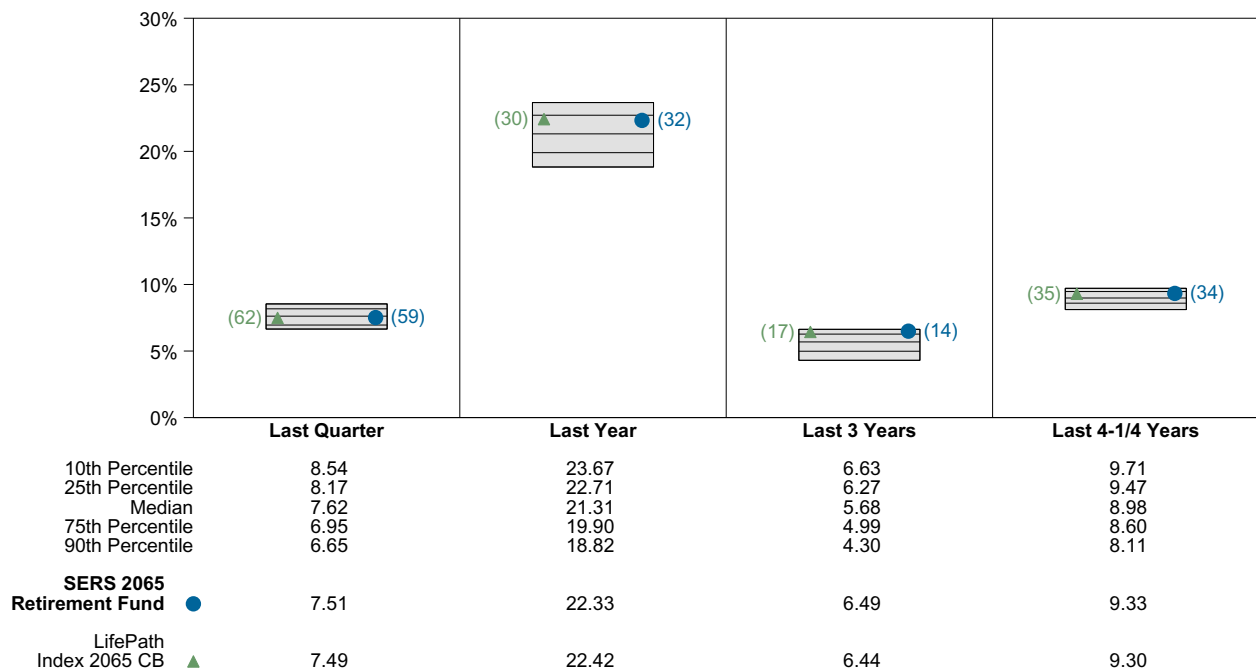 30%
25%
20%
15%
10%
5%
0%
(30)
(32)
(62)
(59)
(17)
(14)
(35)
(34)
Last Quarter Last Year Last 3 Years Last 4-1/4 Years
10th Percentile 8.54 23.67 6.63 9.71
25th Percentile 8.17 22.71 6.27 9.47
Median 7.62 21.31 5.68 8.98
75th Percentile 6.95 19.90 4.99 8.60
90th Percentile 6.65 18.82 4.30 8.11
SERS 2065
Retirement Fund 7.51 22.33 6.49 9.33
LifePath
Index 2065 CB 7.49 22.42 6.44 9.30